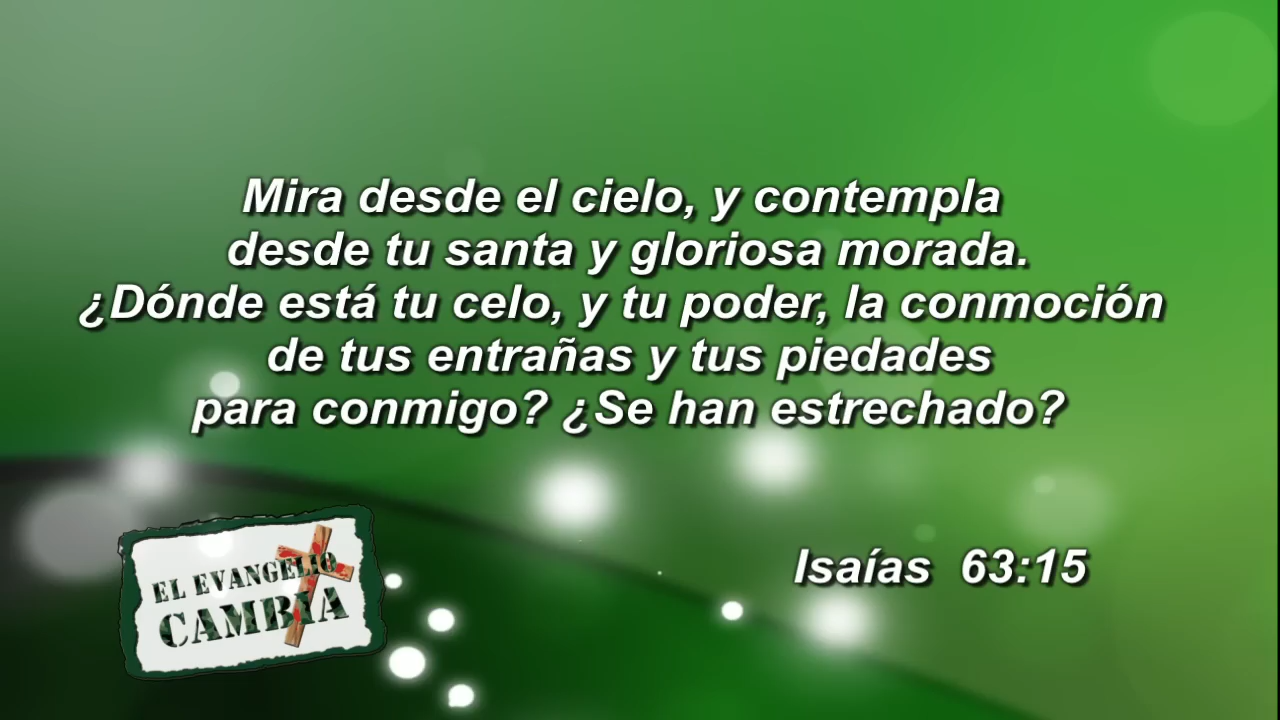 Mira desde el cielo, y contempla
desde tu santa y gloriosa morada.
¿Dónde está tu celo, y tu poder, la conmoción
de tus entrañas y tus piedades
para conmigo? ¿Se han estrechado?
Isaías 63:15
EL EVANGELIO
CAMBIA